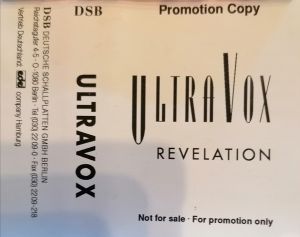 DSB DEUTSCHE SCHALLPLATTEN GMBH BERLIN
Reichstagufer 4-5 · O-1080 Berlin · Tel (030) 22 09-0 · Fax (030) 22 09-218
Vertrieb Deutschland: edel company Hamburg
DSB
ULTRAVOX
Promotion Copy
ULTRAVOX
REVELATION
Not for sale · For promotion only